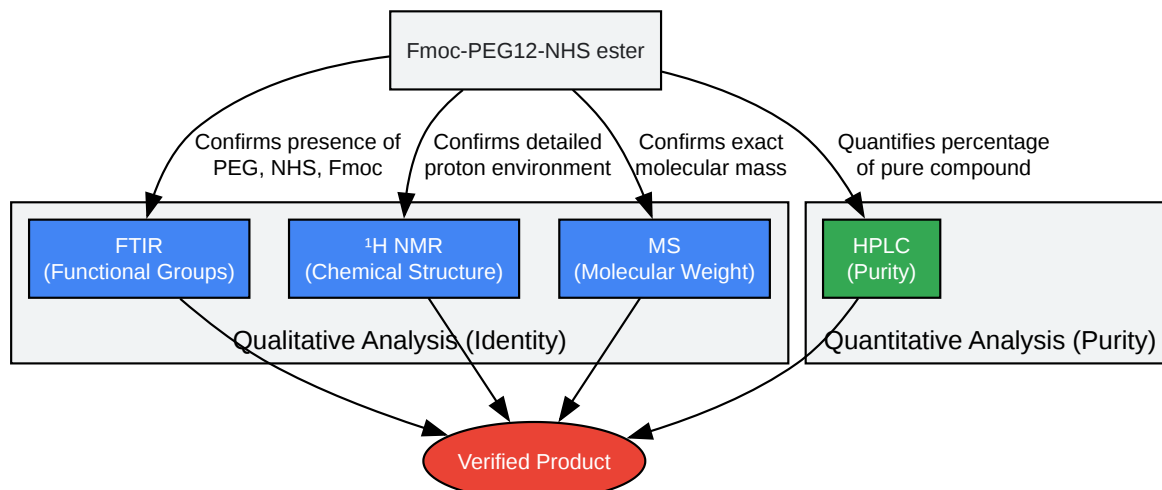 Fmoc-PEG12-NHS ester
Confirms presence of
PEG, NHS, Fmoc
Confirms detailed
proton environment
Confirms exact
molecular mass
Quantifies percentage
of pure compound
FTIR
(Functional Groups)
¹H NMR
(Chemical Structure)
MS
(Molecular Weight)
HPLC
(Purity)
Qualitative Analysis (Identity)
Quantitative Analysis (Purity)
Verified Product